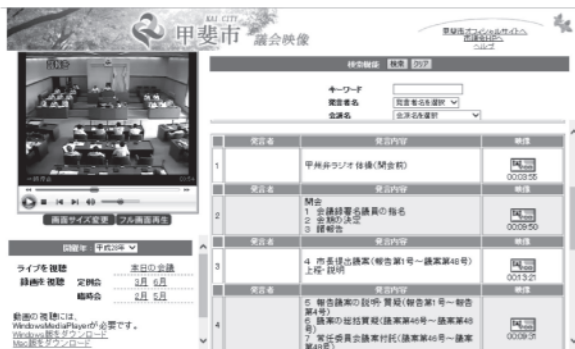 KAI CITY
甲斐市 議会映像
甲斐市オフィシャルサイトへ
ヘルプ
検索機能 検索 クリア
キーワード
発言者名 発言者名を選択
会派名 会派名を選択
画面サイズ変更 フル画面再生
開催年 平成28年
ライブを視聴 本日の会議
録画を視聴 定例会 3月 6月
臨時会 2月 5月
動画の視聴には、
WindowsMediaPlayerが必要です。
Windows版をダウンロード
Mac版をダウンロード
発言者 発言内容 映像
1 甲州弁ラジオ体操(開会前) 00:03:55
発言者 発言内容 映像
2 開会
1 会議録署名議員の指名
2 会期の決定
3 諸報告
00:09:50
発言者 発言内容 映像
3 4 市長提出議案(報告第1号~議案第48号)
上程・説明
00:13:21
発言者 発言内容 映像
4 5 報告議案の説明・質疑(報告第1号~報告
第4号)
6 議案の総括質疑(議案第46号~議案第48
号)
7 常任委員会議案付託(議案第46号~議案
第48号)
00:09:31